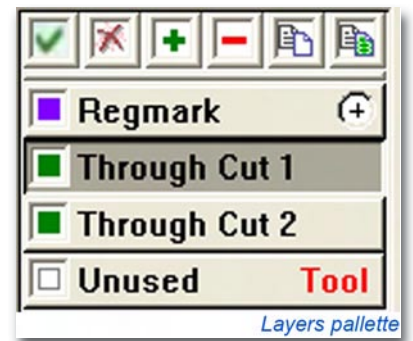 Regmark
Through Cut 1
Through Cut 2
Unused Tool
Layers pallette